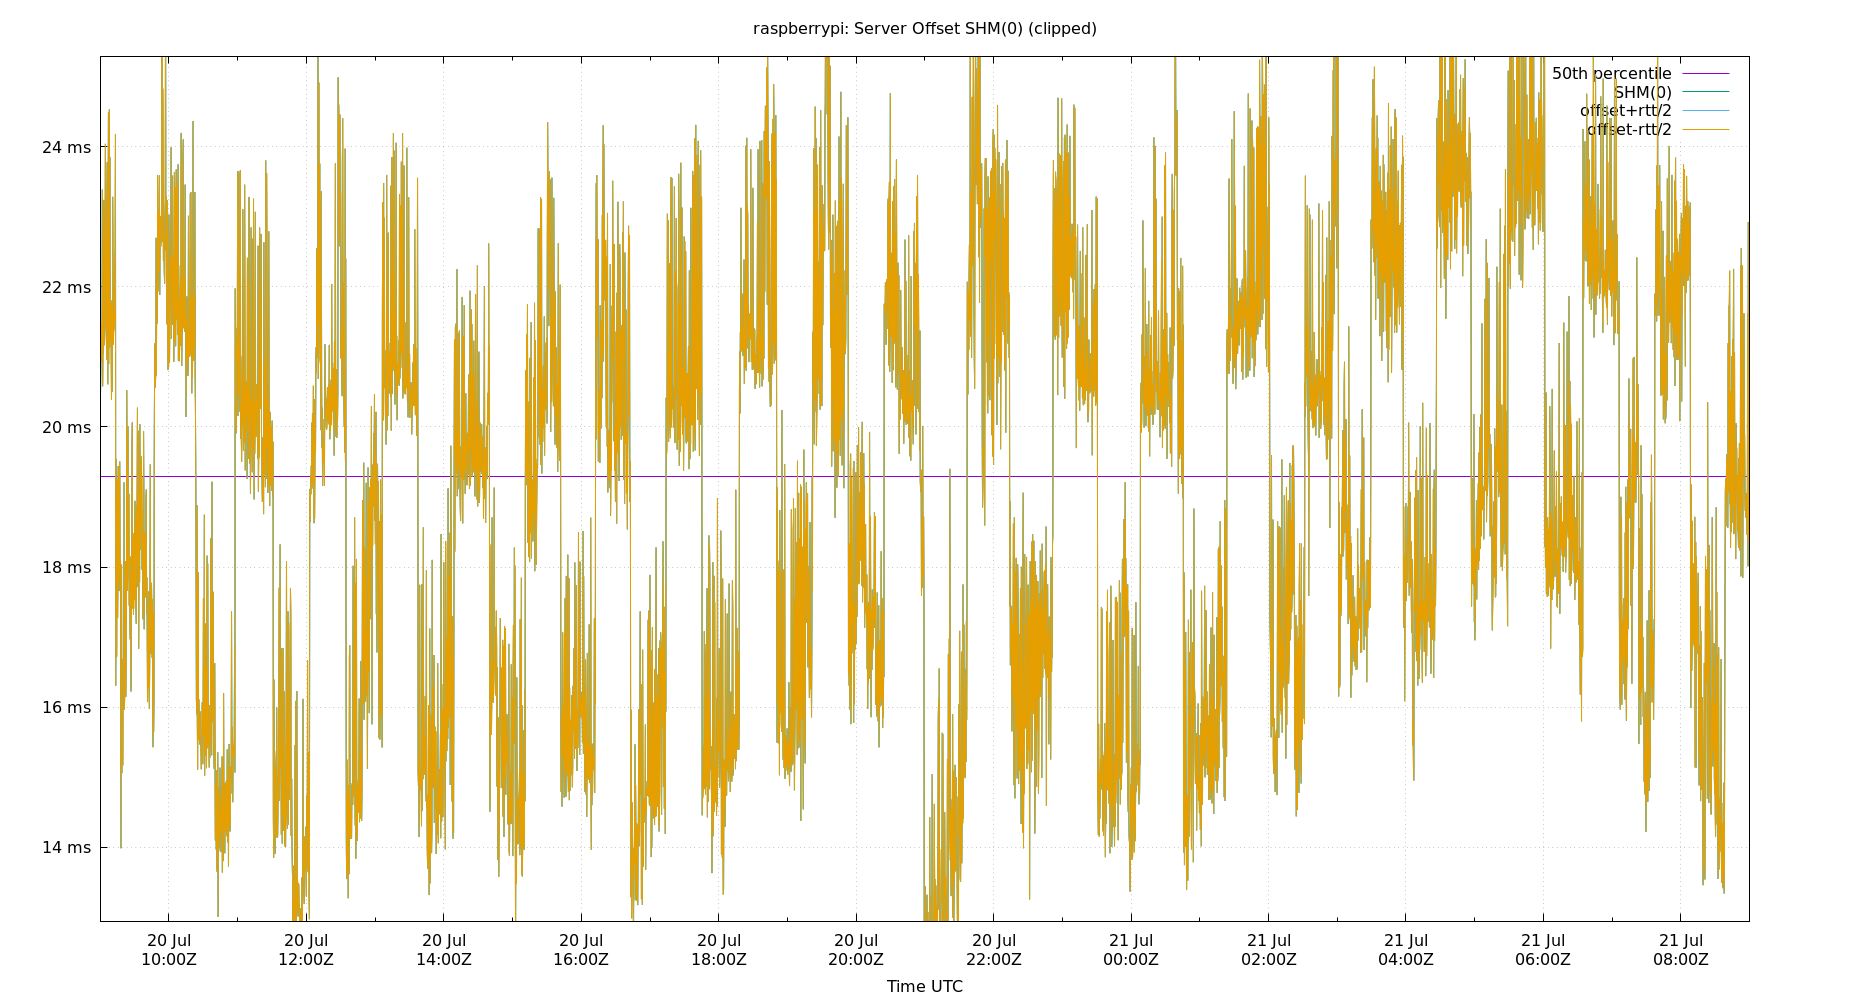 raspberrypi: Server Offset SHM(0) (clipped)
50th percentile
SHM(0)
offset+rtt/2
offset-rtt/2
24 ms
22 ms
20 ms
18 ms
16 ms
14 ms
20 Jul 20 Jul 20 Jul 20 Jul 20 Jul 20 Jul 20 Jul 21 Jul 21 Jul 21 Jul 21 Jul 21 Jul
10:00Z 12:00Z 14:00Z 16:00Z 18:00Z 20:00Z 22:00Z 00:00Z 02:00Z 04:00Z 06:00Z 08:00Z
Time UTC